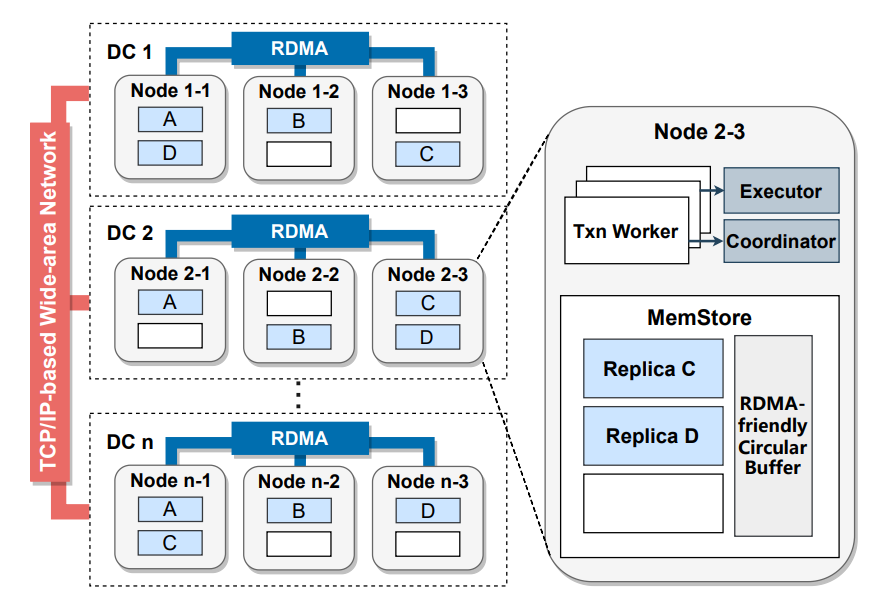 TCP/IP-based Wide-area Network
DC 1
RDMA
Node 1-1
A
D
Node 1-2
B
Node 1-3
C
DC 2
RDMA
Node 2-1
A
Node 2-2
B
Node 2-3
C
D
DC n
RDMA
Node n-1
A
C
Node n-2
B
Node n-3
D
Node 2-3
Txn Worker
Executor
Coordinator
MemStore
Replica C
Replica D
RDMA-
friendly
Circular
Buffer